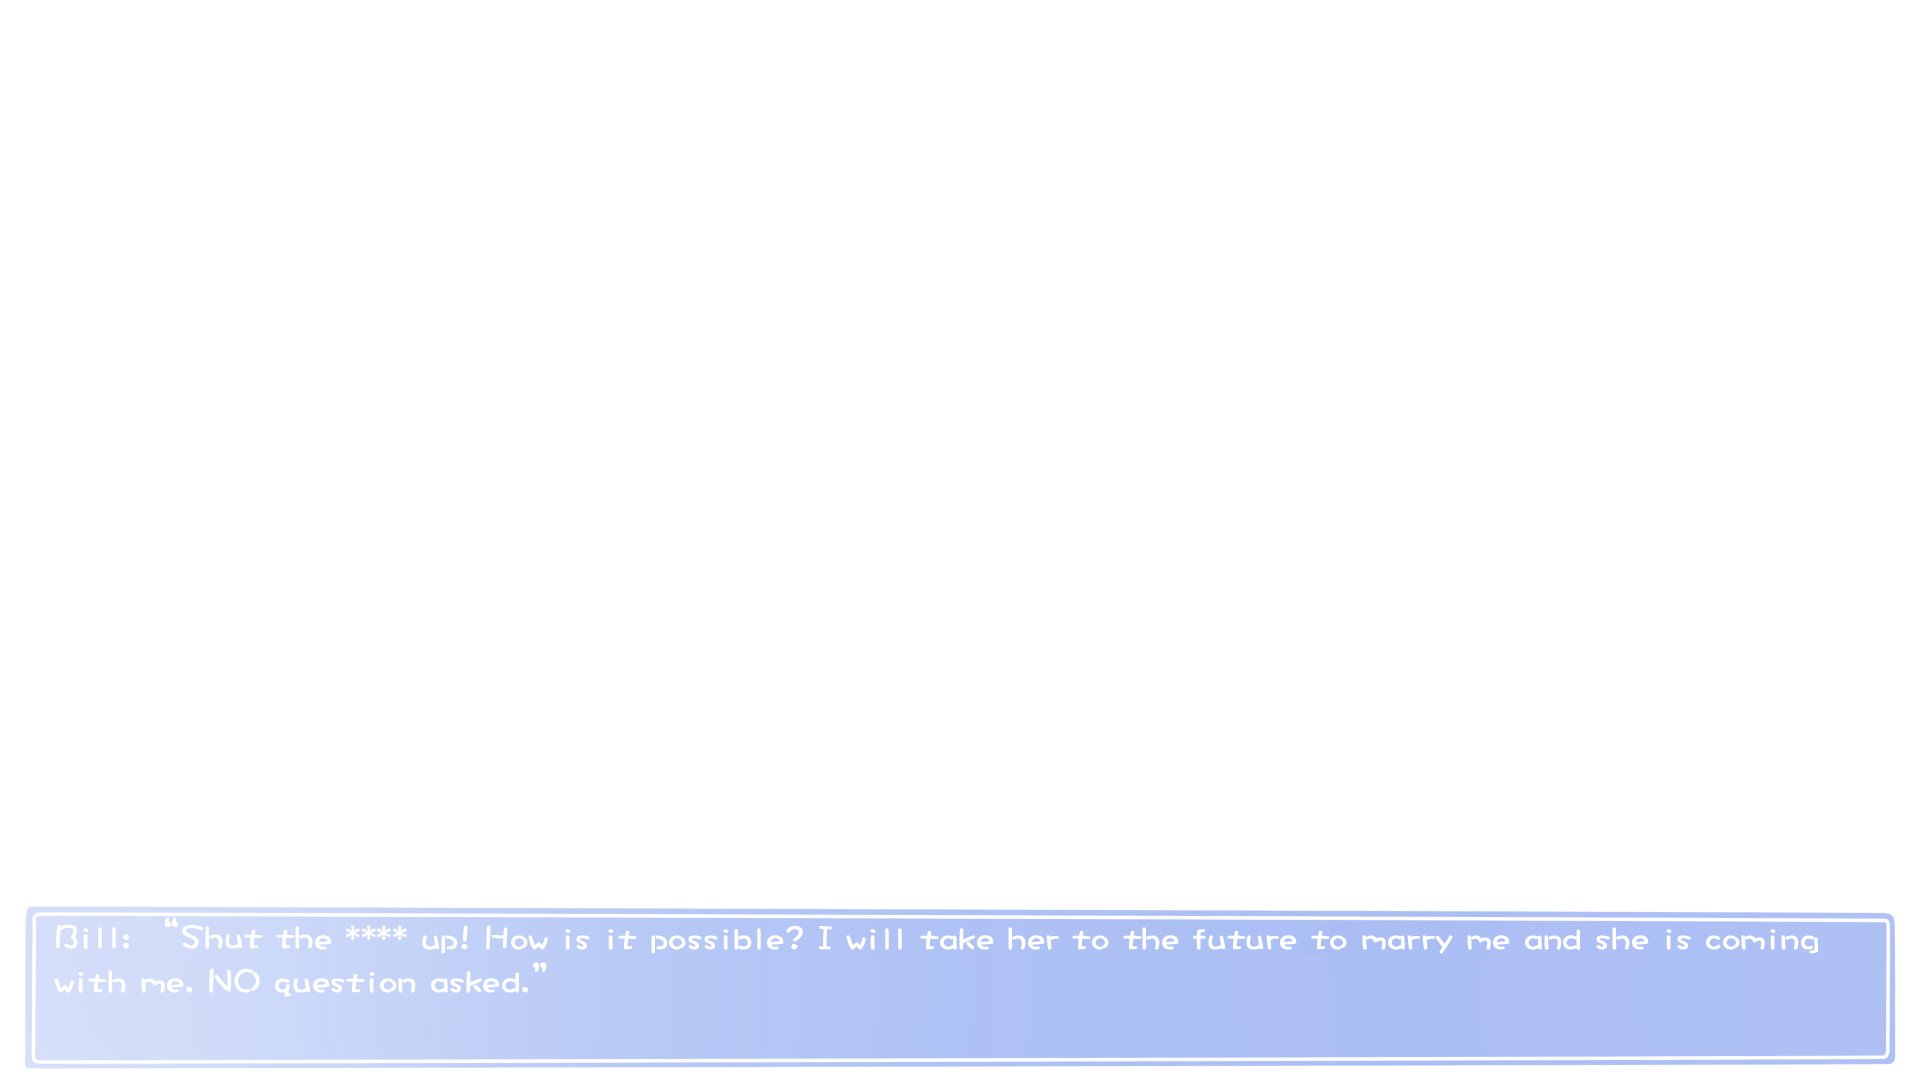 Bill: “Shut the **** up! How is it possible? I will take her to the future to marry me and she is coming
with me. NO question asked.”